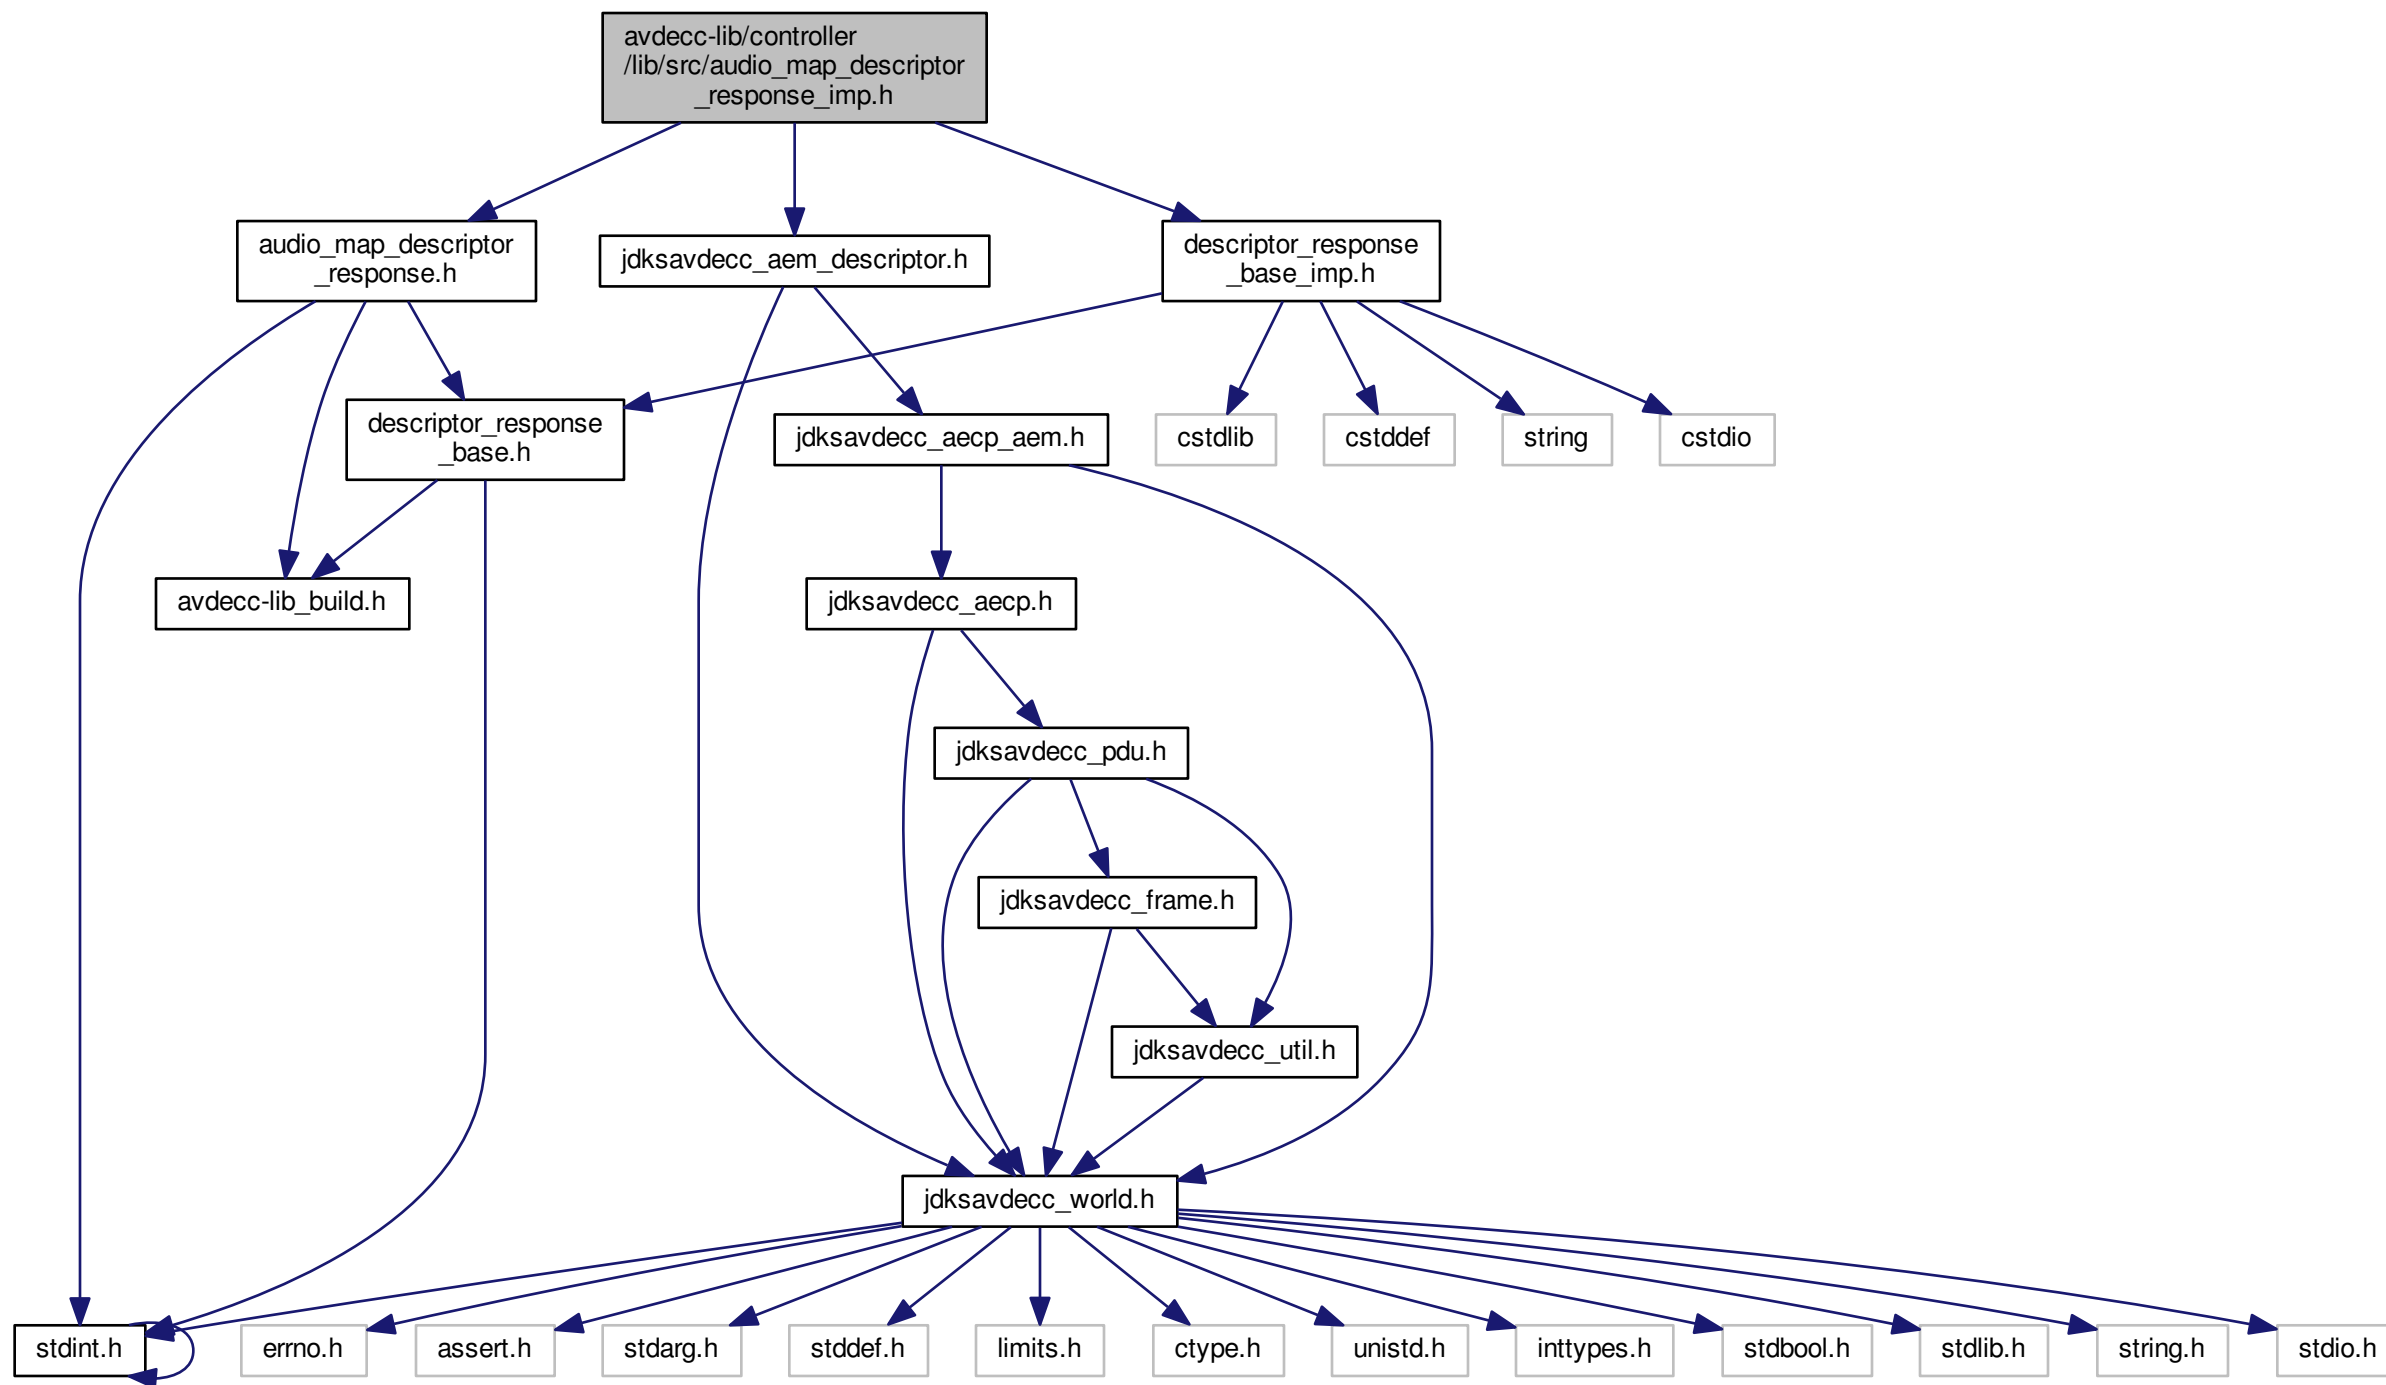 avdecc-lib/controller
/lib/src/audio_map_descriptor
_response_imp.h
audio_map_descriptor
_response.h
jdksavdecc_aem_descriptor.h
descriptor_response
_base_imp.h
descriptor_response
_base.h
jdksavdecc_aecp_aem.h
cstdlib
cstddef
string
cstdio
avdecc-lib_build.h
jdksavdecc_aecp.h
jdksavdecc_pdu.h
jdksavdecc_frame.h
jdksavdecc_util.h
jdksavdecc_world.h
stdint.h
errno.h
assert.h
stdarg.h
stddef.h
limits.h
ctype.h
unistd.h
inttypes.h
stdbool.h
stdlib.h
string.h
stdio.h